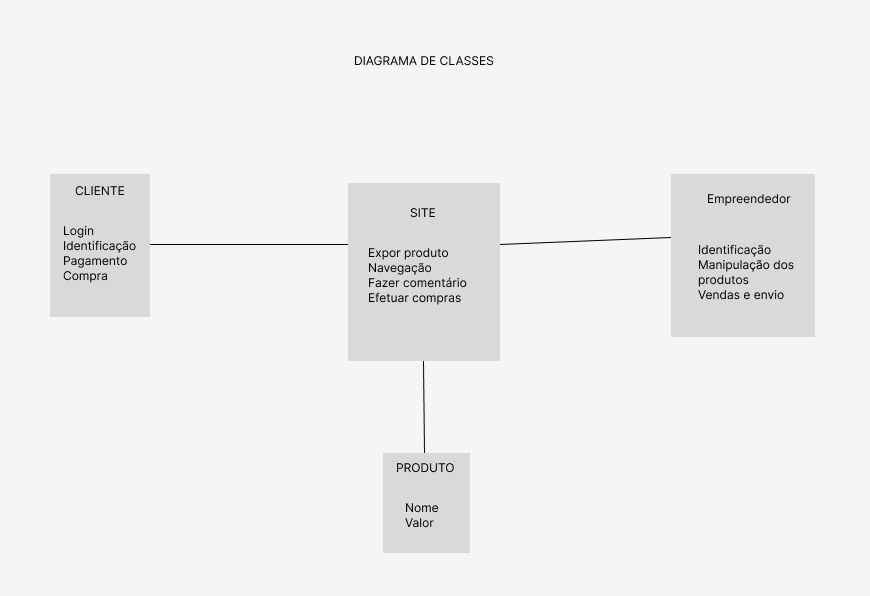 DIAGRAMA DE CLASSES
CLIENTE
Login
Identificação
Pagamento
Compra
SITE
Expor produto
Navegação
Fazer comentário
Efetuar compras
Empreendedor
Identificação
Manipulação dos
produtos
Vendas e envio
PRODUTO
Nome
Valor